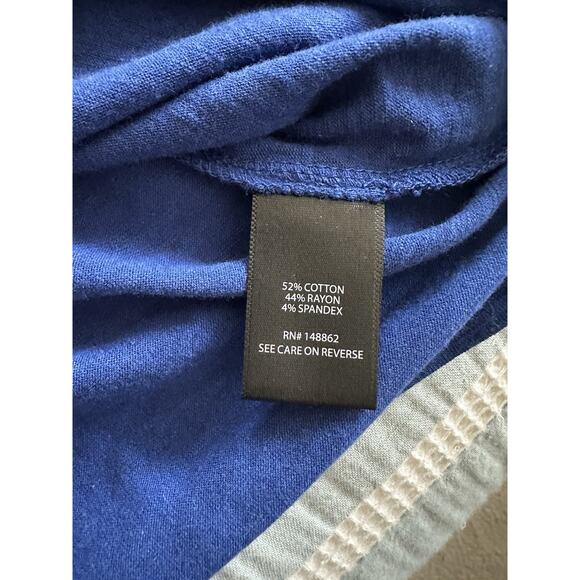 52% COTTON
44% RAYON
4% SPANDEX
RN# 148862
SEE CARE ON REVERSE